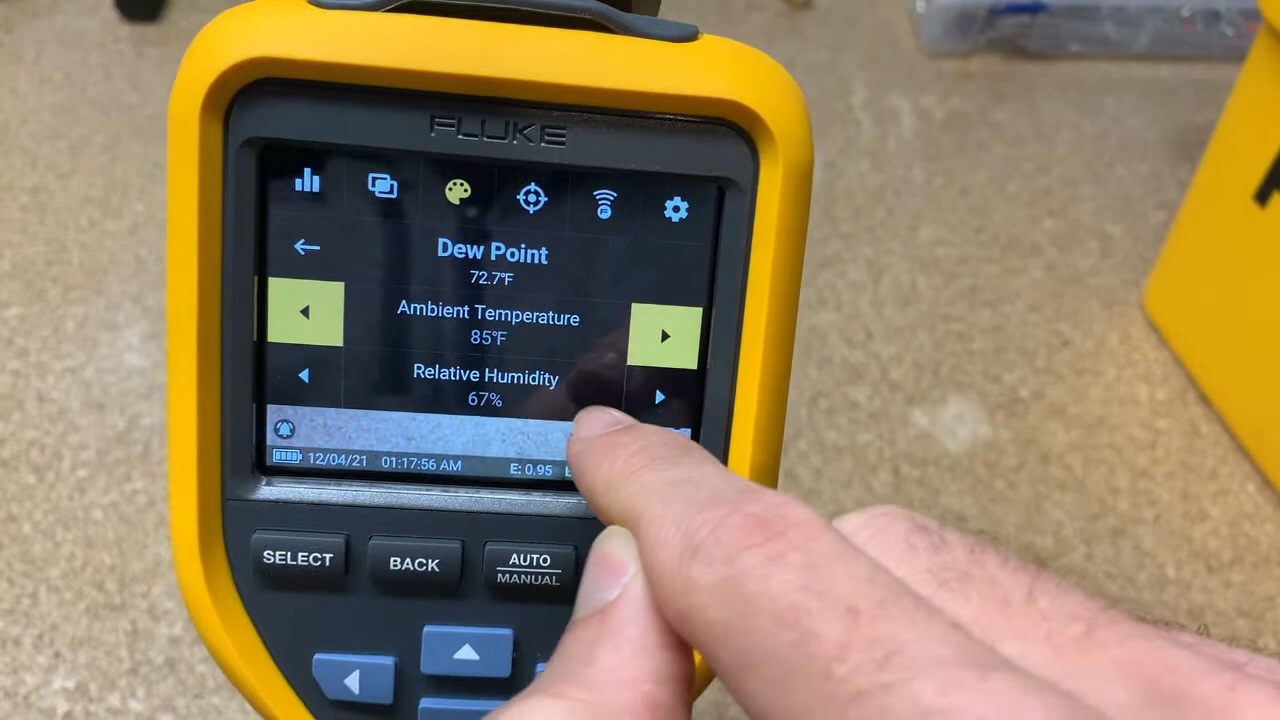 FLUKE
Dew Point
72.7°F
Ambient Temperature
85°F
Relative Humidity
67%
12/04/21 01:17:56 AM E: 0.95
SELECT
BACK
AUTO
MANUAL